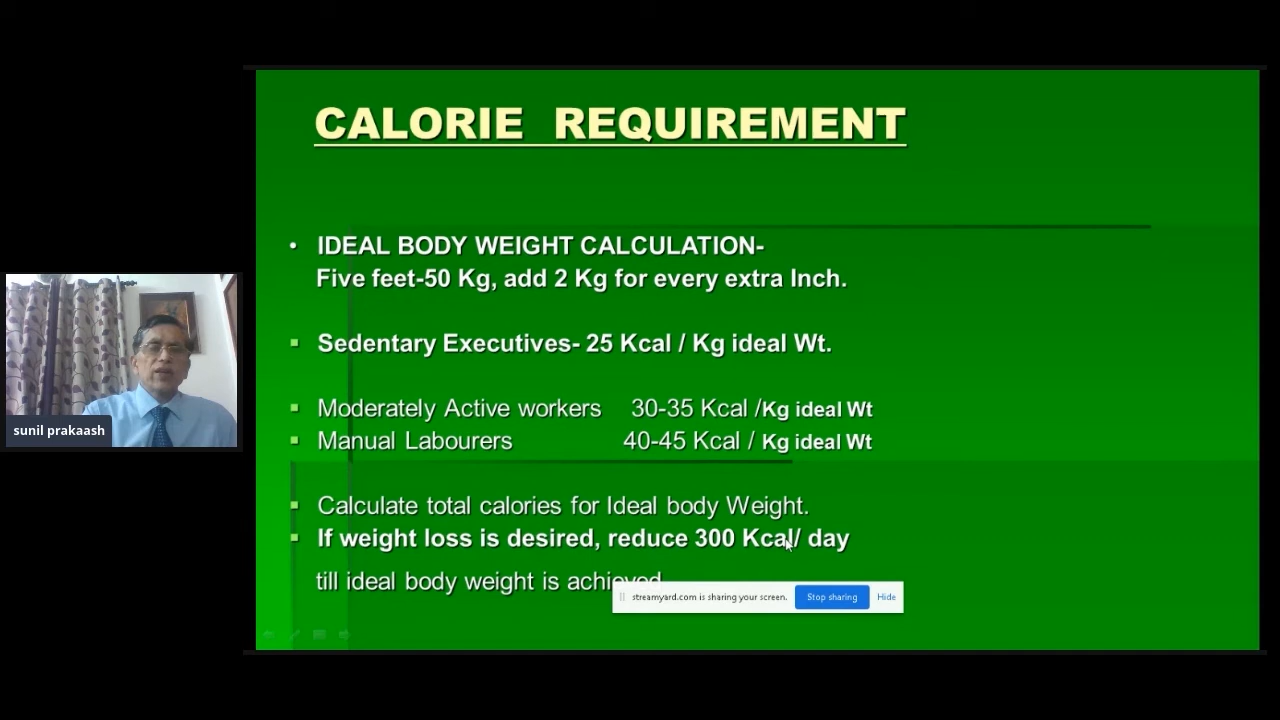 CALORIE REQUIREMENT
• IDEAL BODY WEIGHT CALCULATION-
Five feet-50 Kg, add 2 Kg for every extra Inch.
▪ Sedentary Executives- 25 Kcal / Kg ideal Wt.
▪ Moderately Active workers 30-35 Kcal /Kg ideal Wt
▪ Manual Labourers 40-45 Kcal / Kg ideal Wt
▪ Calculate total calories for Ideal body Weight.
▪ If weight loss is desired, reduce 300 Kcal/ day
till ideal body weight is achieved
streamyard.com is sharing your screen. Stop sharing Hide
sunil prakaash